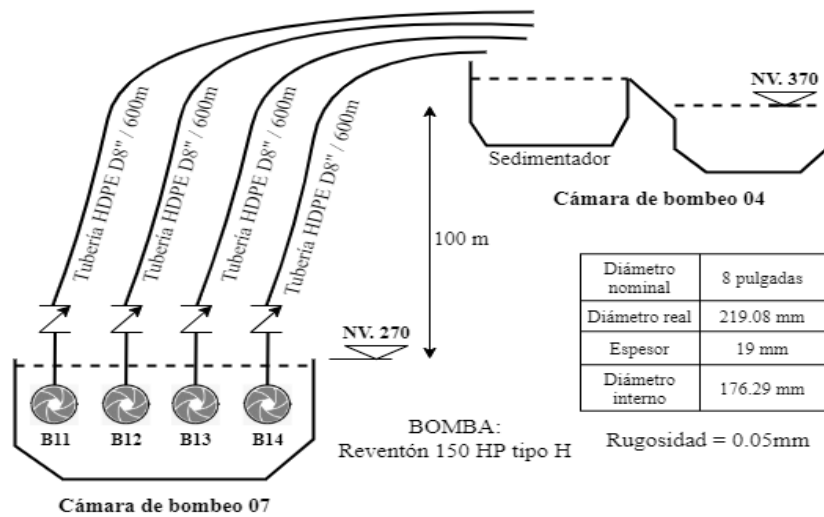 Tubería HDPE D8" / 600m
Tubería HDPE D8" / 600m
Tubería HDPE D8" / 600m
Tubería HDPE D8" / 600m
NV. 370
Sedimentador
Cámara de bombeo 04
100 m
NV. 270
Diámetro
nominal
8 pulgadas
Diámetro real
219.08 mm
Espesor
19 mm
Diámetro
interno
176.29 mm
Rugosidad = 0.05mm
B11
B12
B13
B14
BOMBA:
Reventón 150 HP tipo H
Cámara de bombeo 07